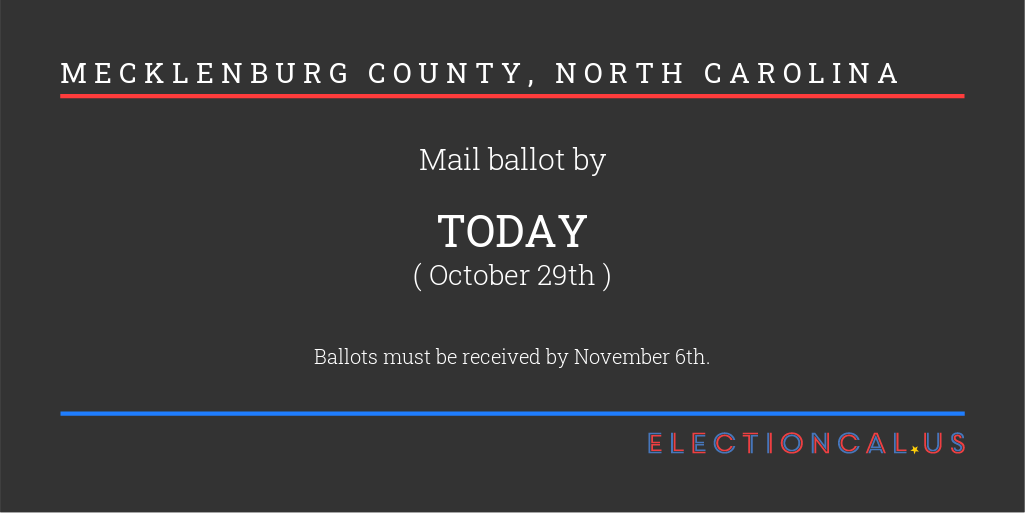 MECKLENBURG COUNTY, NORTH CAROLINA
Mail ballot by
TODAY
( October 29th )
Ballots must be received by November 6th.
ELECTIONCAL.US